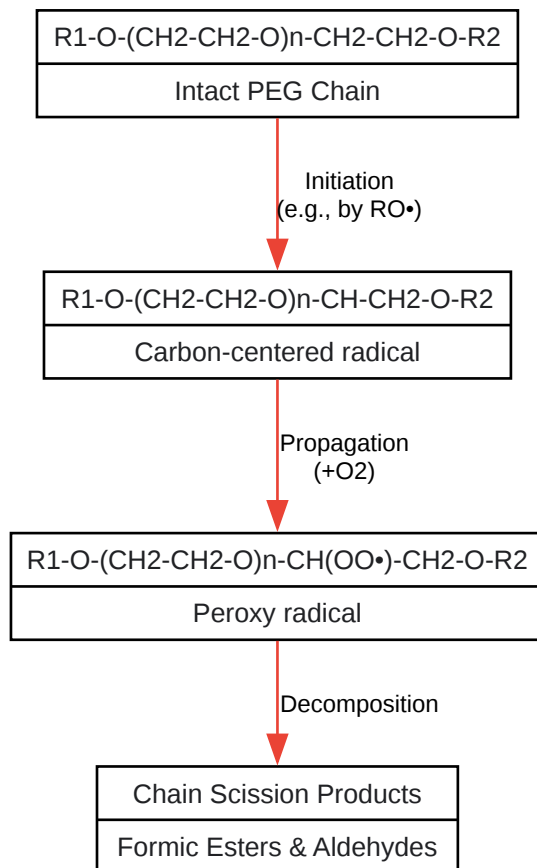 R1-O-(CH2-CH2-O)n-CH2-CH2-O-R2
Intact PEG Chain
Initiation
(e.g., by RO•)
R1-O-(CH2-CH2-O)n-CH-CH2-O-R2
Carbon-centered radical
Propagation
(+O2)
R1-O-(CH2-CH2-O)n-CH(OO•)-CH2-O-R2
Peroxy radical
Decomposition
Chain Scission Products
Formic Esters & Aldehydes